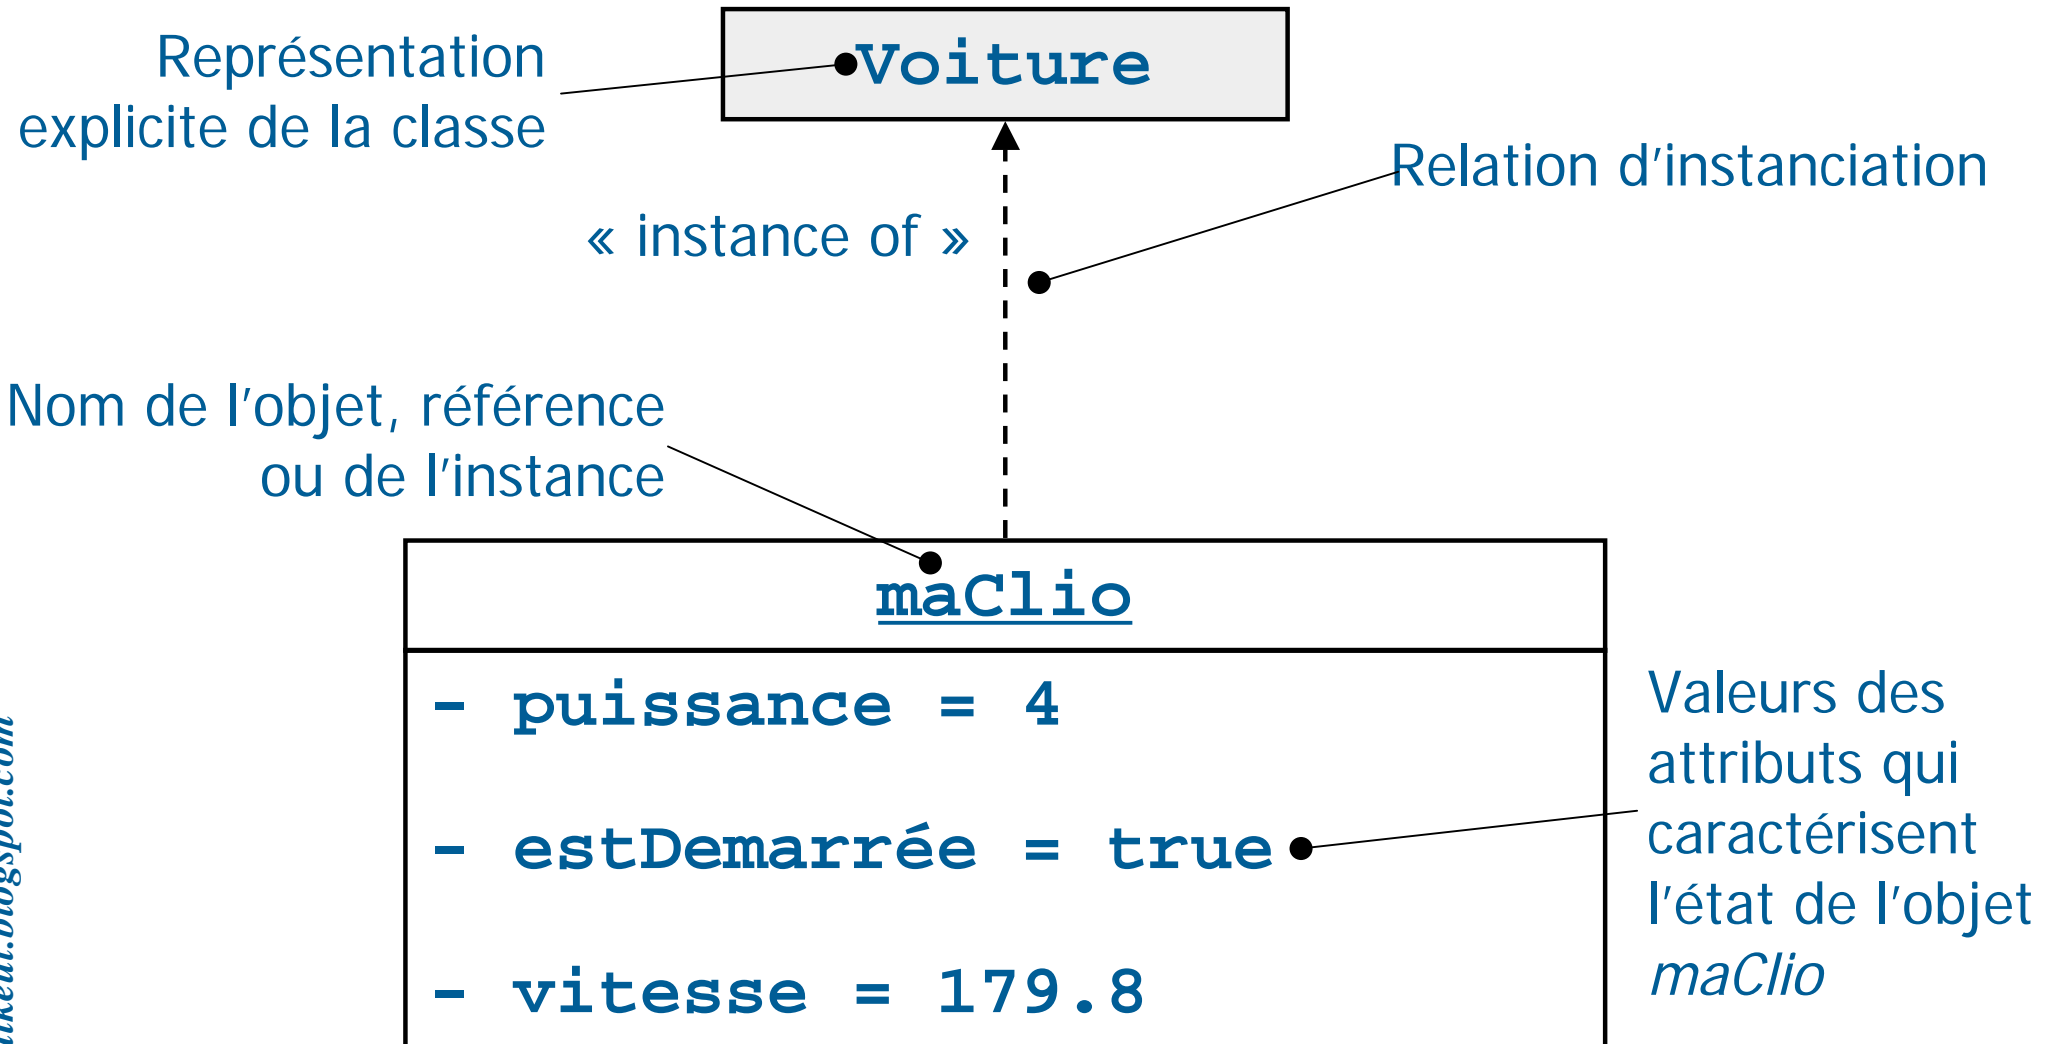 Représentation
explicite de la classe
Voiture
Relation d'instanciation
« instance of »
Nom de l'objet, référence
ou de l'instance
maClio
- puissance = 4
- estDemarrée = true
- vitesse = 179.8
Valeurs des
attributs qui
caractérisent
l'état de l'objet
maClio